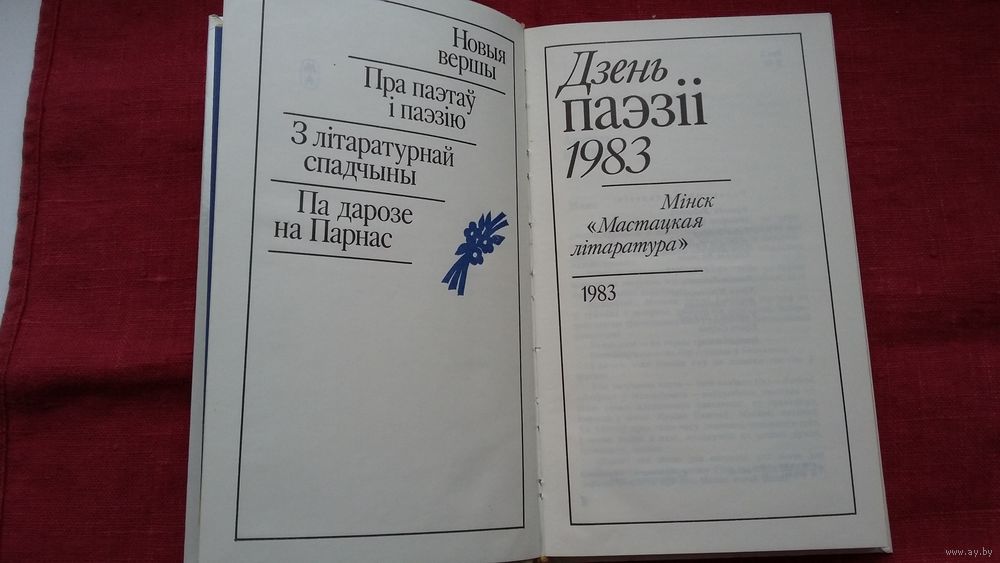 Новыя
вершы
Пра паэтаў
і паэзію
З літаратурнай
спадчыны
Па дарозе
на Парнас
Дзень
паэзіі
1983
Мінск
«Мастацкая
літаратура»
1983
www.ay.by